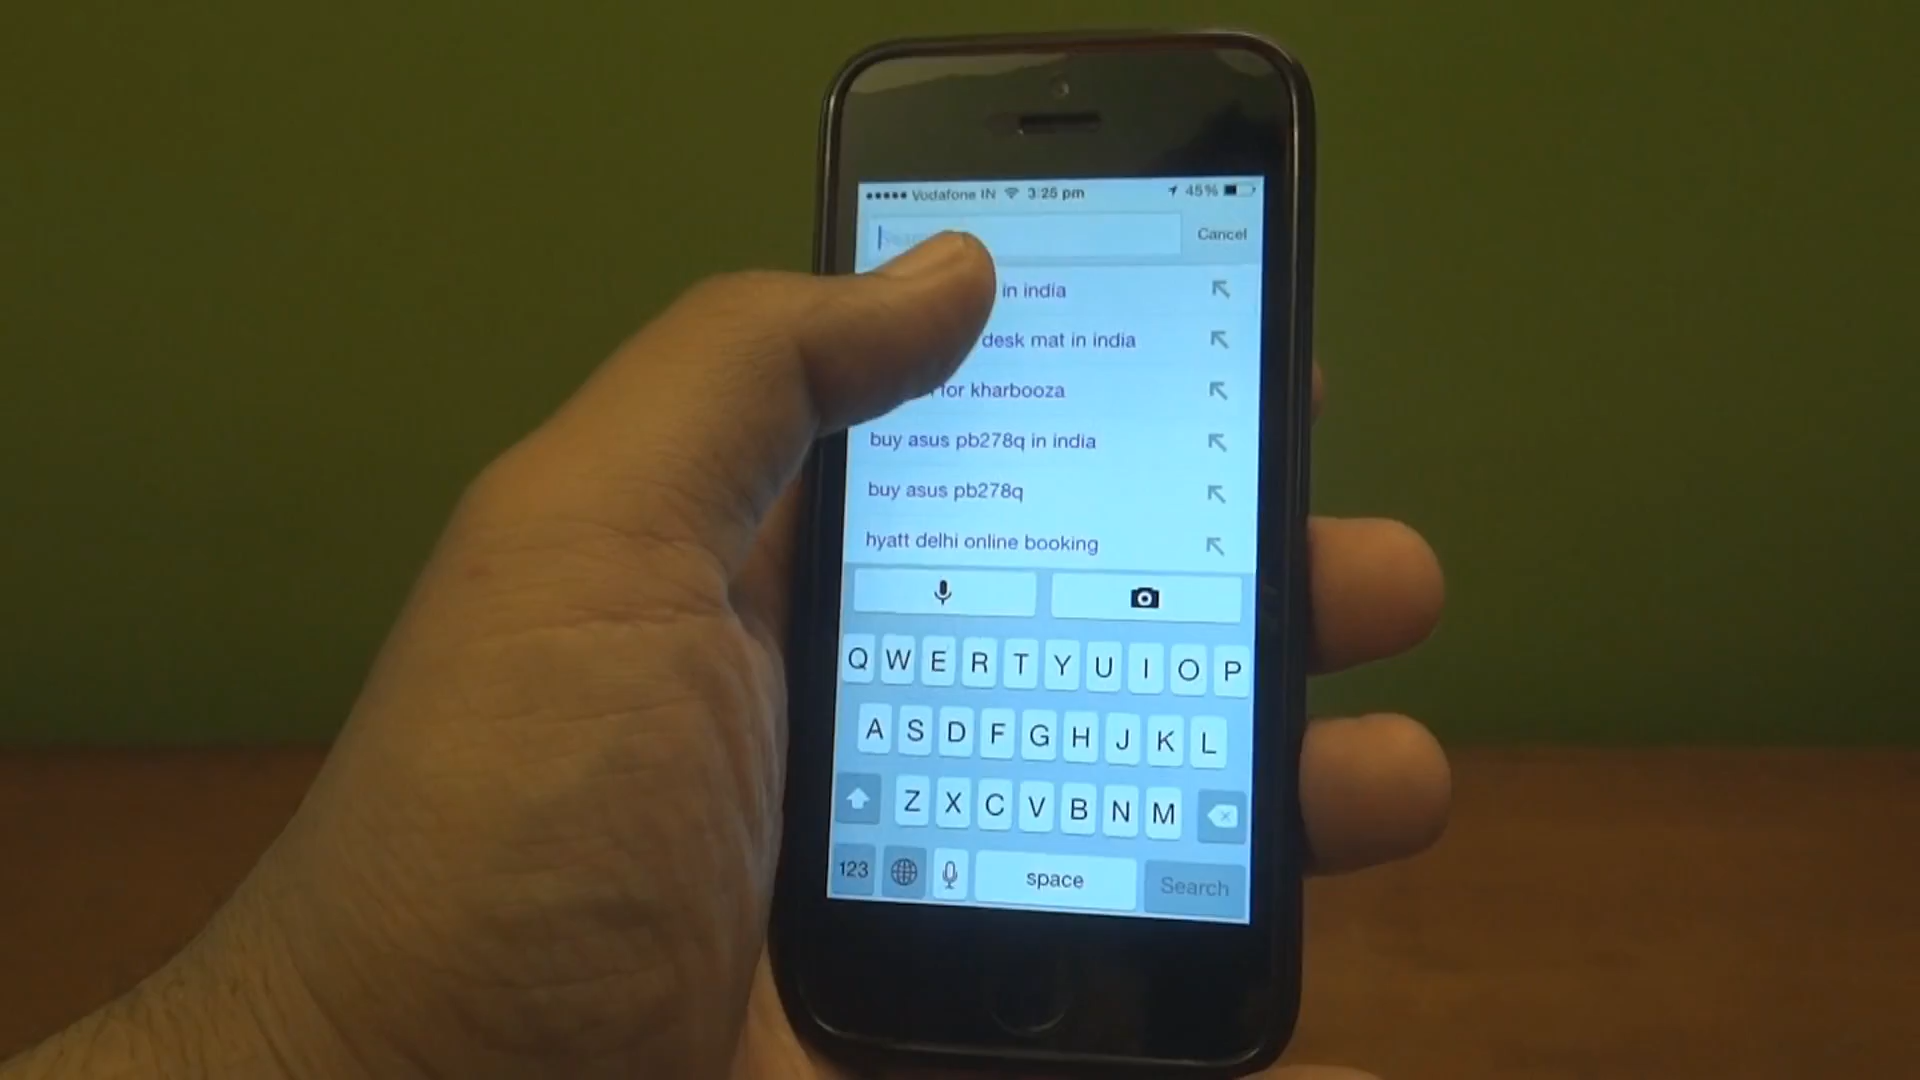 Vodafone IN 3:25 pm 45%
Cancel
in india
desk mat in india
for kharbooza
buy asus pb278q in india
buy asus pb278q
hyatt delhi online booking
Q W E R T Y U I O P
A S D F G H J K L
Z X C V B N M
123 space Search